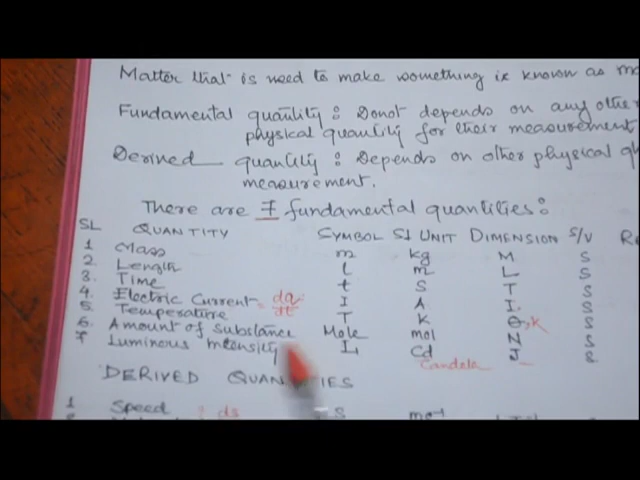 Matter that is need to make something is known as
Fundamental quantity : Donot depends on any other
physical quantity for their measurement
Derived quantity : Depends on other physical
measurement.
There are 7 fundamental quantities :
SL QUANTITY SYMBOL SI UNIT DIMENSION S/V
1 Mass m kg M S
2. Length l m L S
3. Time t S T S
4. Electric Current = dq/dt I A I S
5. Temperature T K θ, K S
6. Amount of substance Mole mol N S
7 Luminous intensity I Cd J S
Candela
DERIVED QUANTITIES
1 Speed ds S